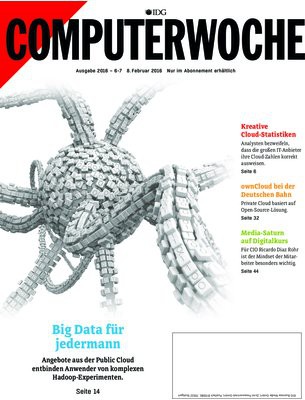 IDG
COMPUTERWOCHE
Ausgabe 2016 – 6-7 8. Februar 2016 Nur im Abonnement erhältlich
Kreative
Cloud-Statistiken
Analysten bezweifeln,
dass die großen IT-Anbieter
ihre Cloud-Zahlen korrekt
ausweisen.
Seite 6
ownCloud bei der
Deutschen Bahn
Private Cloud basiert auf
Open-Source-Lösung.
Seite 32
Media-Saturn
auf Digitalkurs
Für CIO Ricardo Diaz Rohr
ist der Mindset der Mitar-
beiter besonders wichtig.
Seite 44
Big Data für
jedermann
Angebote aus der Public Cloud
entbinden Anwender von komplexen
Hadoop-Experimenten.
Seite 14